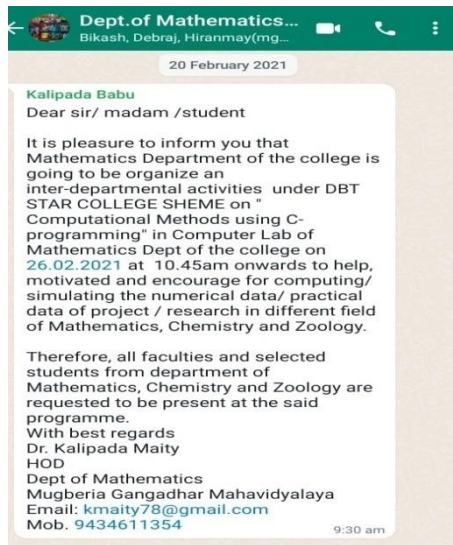 Dept.of Mathematics...
Bikash, Debraj, Hiranmay(mg...
20 February 2021
Kalipada Babu
Dear sir/ madam /student
It is pleasure to inform you that
Mathematics Department of the college is
going to be organize an
inter-departmental activities under DBT
STAR COLLEGE SHEME on "
Computational Methods using C-
programming" in Computer Lab of
Mathematics Dept of the college on
26.02.2021 at 10.45am onwards to help,
motivated and encourage for computing/
simulating the numerical data/ practical
data of project / research in different field
of Mathematics, Chemistry and Zoology.
Therefore, all faculties and selected
students from department of
Mathematics, Chemistry and Zoology are
requested to be present at the said
programme.
With best regards
Dr. Kalipada Maity
HOD
Dept of Mathematics
Mugberia Gangadhar Mahavidyalaya
Email: kmaity78@gmail.com
Mob. 9434611354
9:30 am